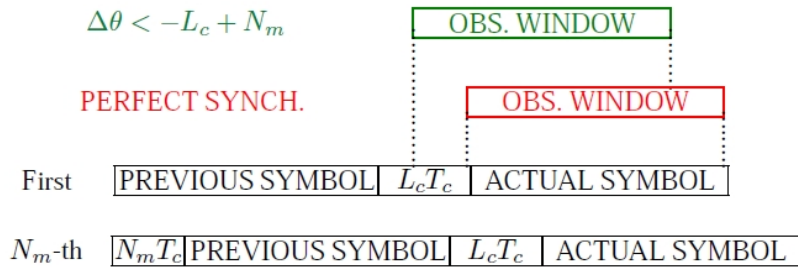 Δθ < −L_c + N_m OBS. WINDOW
PERFECT SYNCH. OBS. WINDOW
First PREVIOUS SYMBOL L_cT_c ACTUAL SYMBOL
N_m-th N_mT_c PREVIOUS SYMBOL L_cT_c ACTUAL SYMBOL